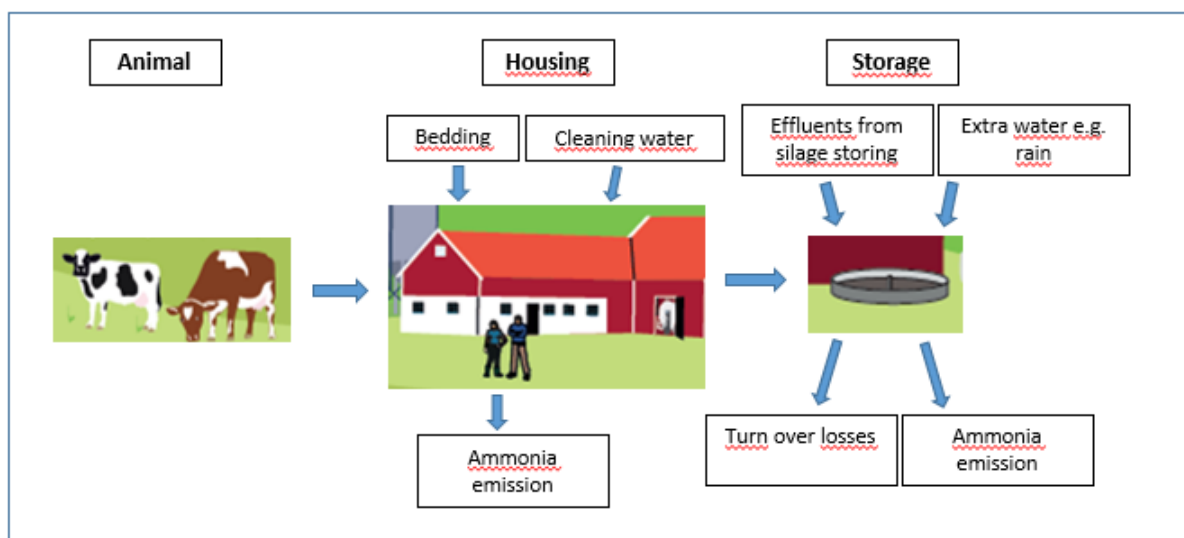 Animal
Housing
Storage
Bedding
Cleaning water
Effluents from
silage storing
Extra water e.g.
rain
Ammonia
emission
Turn over losses
Ammonia
emission